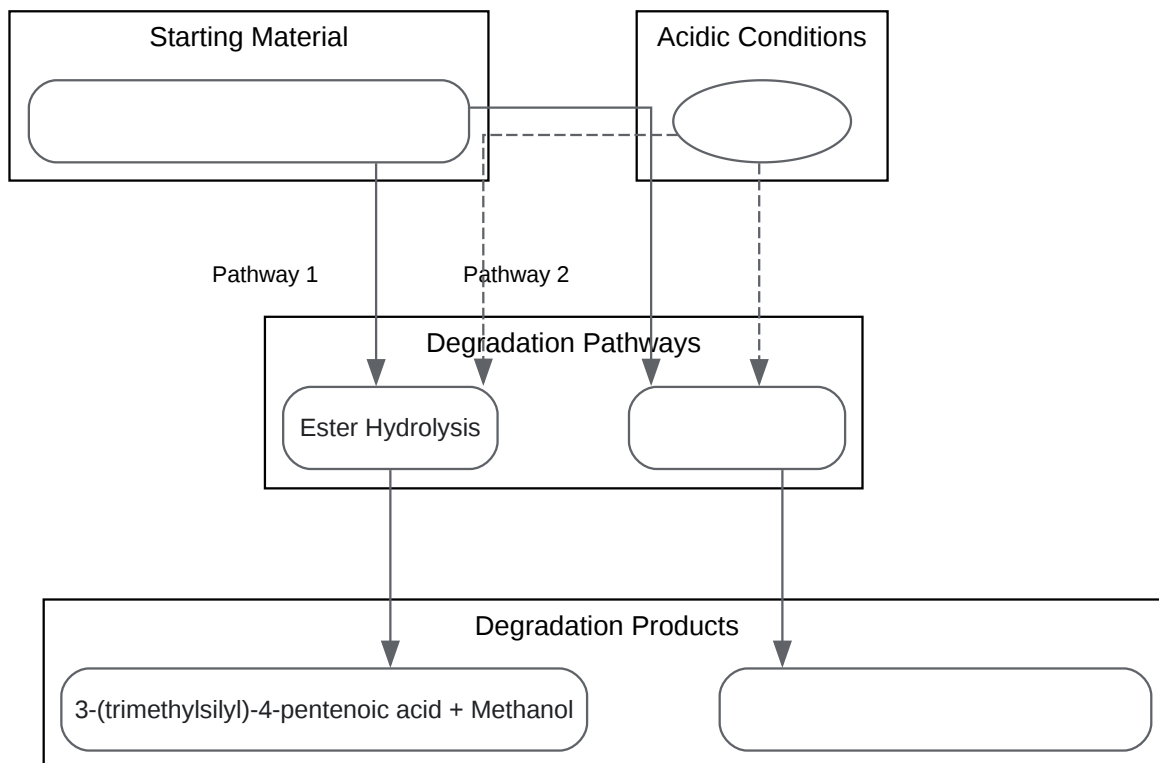 Starting Material
Acidic Conditions
Pathway 1
Pathway 2
Degradation Pathways
Ester Hydrolysis
Degradation Products
3-(trimethylsilyl)-4-pentenoic acid + Methanol